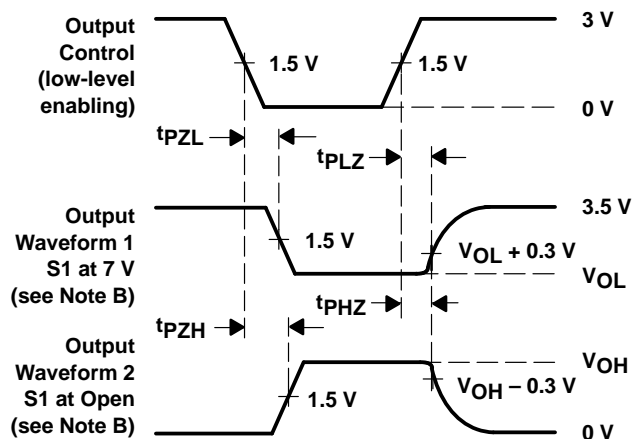 Output
Control
(low-level
enabling)
1.5 V
1.5 V
3 V
0 V
tPZL
tPLZ
Output
Waveform 1
S1 at 7 V
(see Note B)
1.5 V
3.5 V
VOL + 0.3 V
VOL
tPZH
tPHZ
Output
Waveform 2
S1 at Open
(see Note B)
1.5 V
VOH
VOH – 0.3 V
0 V